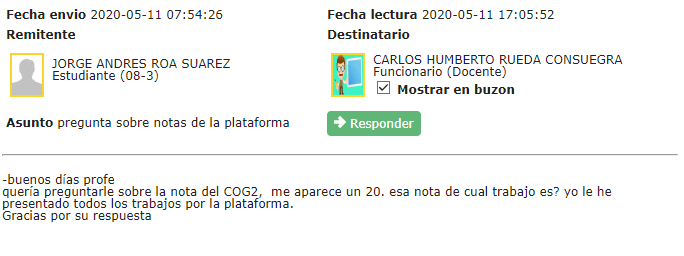 Fecha envio 2020-05-11 07:54:26
Fecha lectura 2020-05-11 17:05:52
Remitente
Destinatario
JORGE ANDRES ROA SUAREZ
Estudiante (08-3)
CARLOS HUMBERTO RUEDA CONSUEGRA
Funcionario (Docente)
Mostrar en buzon
Asunto pregunta sobre notas de la plataforma
Responder
-buenos días profe
quería preguntarle sobre la nota del COG2, me aparece un 20. esa nota de cual trabajo es? yo le he
presentado todos los trabajos por la plataforma.
Gracias por su respuesta